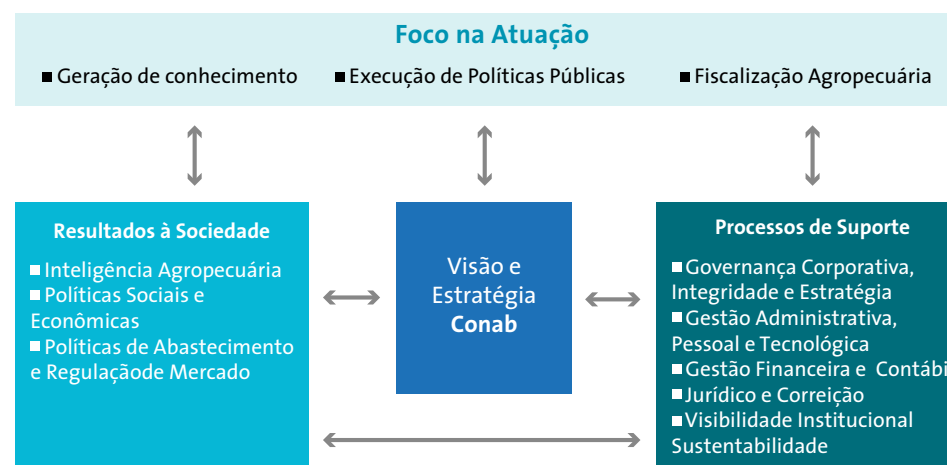 Foco na Atuação
■ Geração de conhecimento ■ Execução de Políticas Públicas ■ Fiscalização Agropecuária
Resultados à Sociedade
■ Inteligência Agropecuária
■ Políticas Sociais e
Econômicas
■ Políticas de Abastecimento
e Regulaçãode Mercado
Visão e
Estratégia
Conab
Processos de Suporte
■ Governança Corporativa,
Integridade e Estratégia
■ Gestão Administrativa,
Pessoal e Tecnológica
■ Gestão Financeira e Contábi
■ Jurídico e Correição
■ Visibilidade Institucional
Sustentabilidade